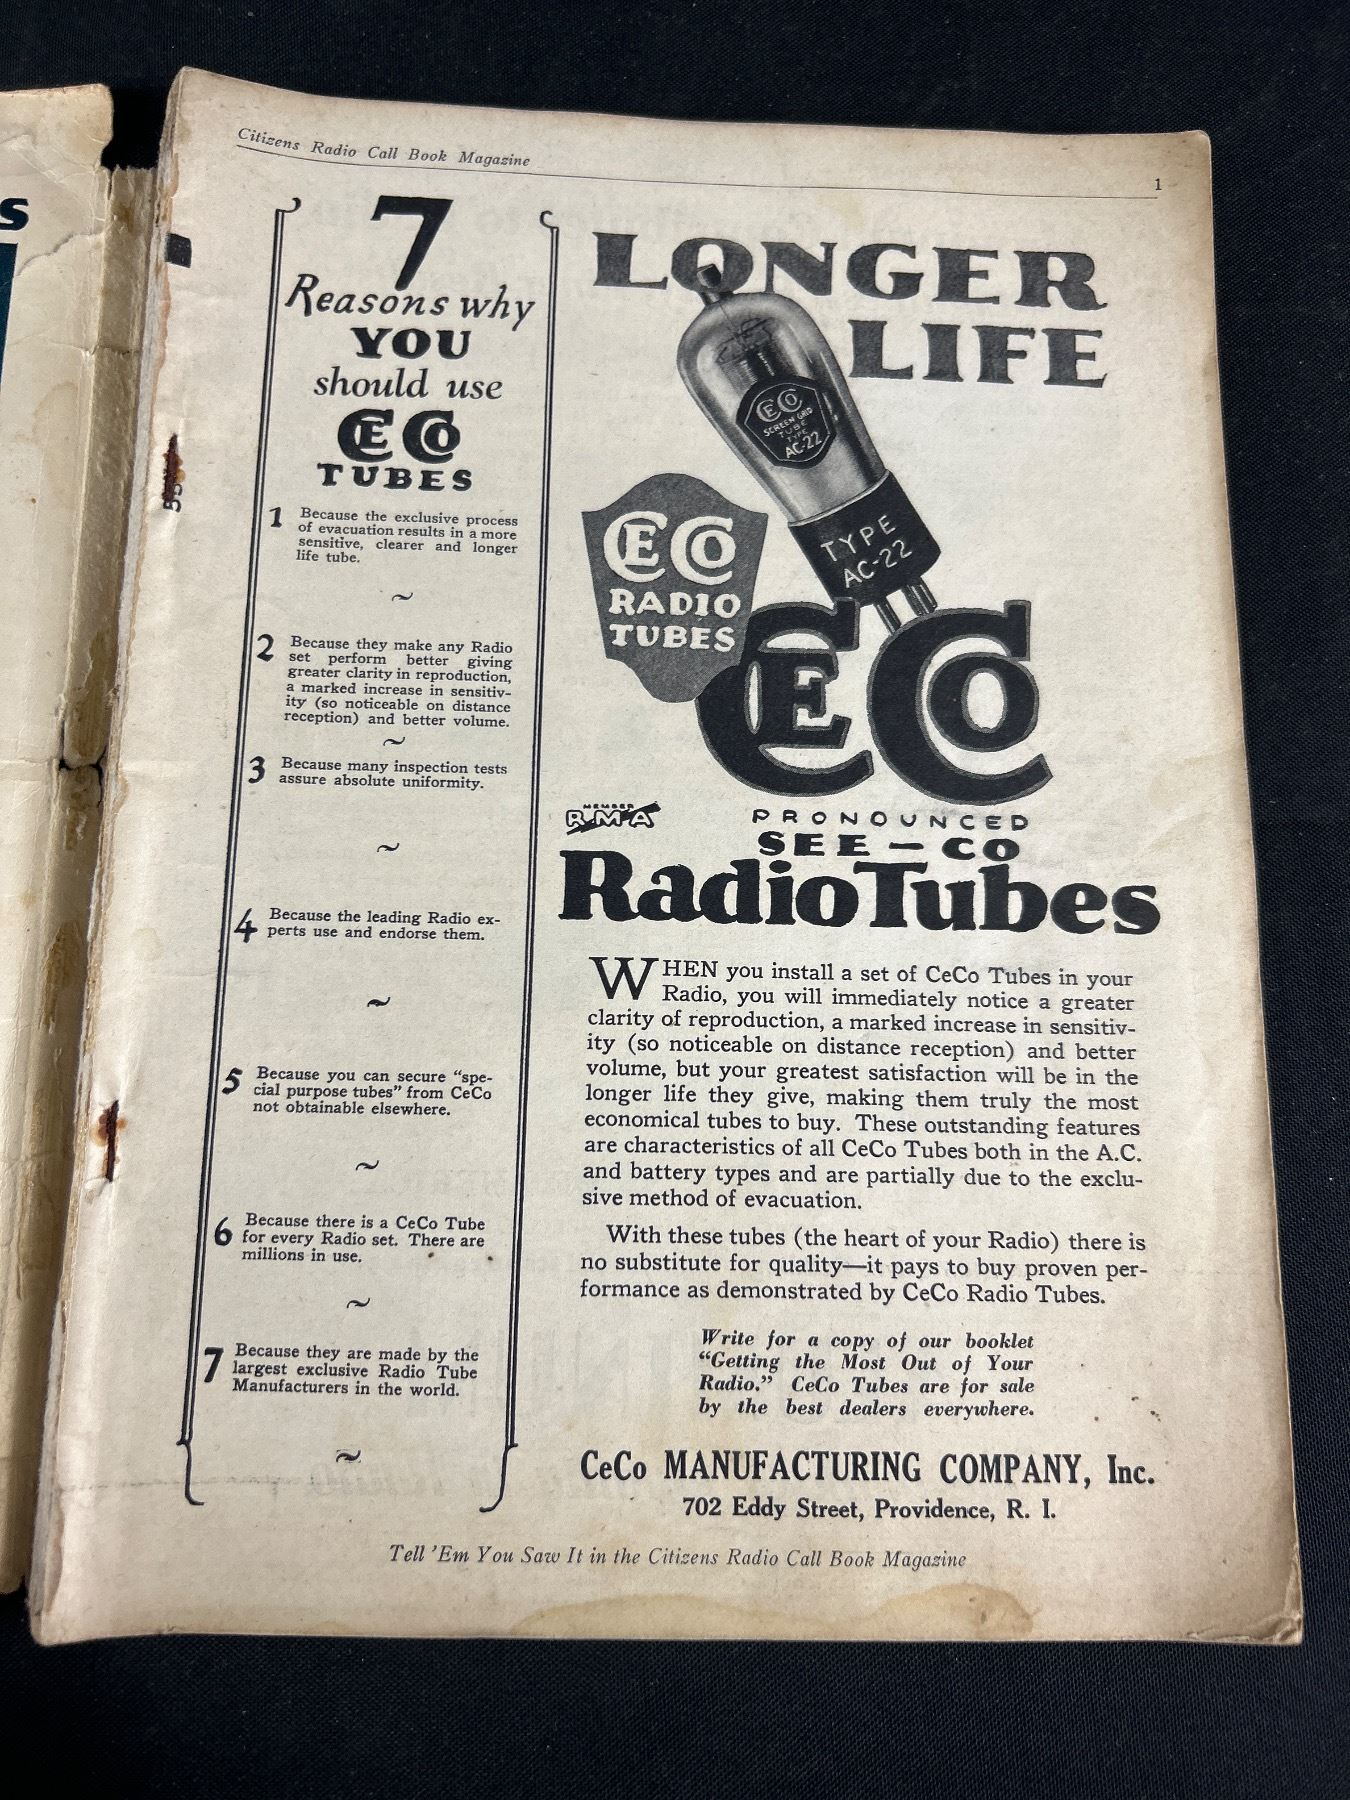 s
Citizens Radio Call Book Magazine
1
7
Reasons why
YOU
should use
CECO
TUBES
1 Because the exclusive process
of evacuation results in a more
sensitive, clearer and longer
life tube.
~
2 Because they make any Radio
set perform better giving
greater clarity in reproduction,
a marked increase in sensitiv-
ity (so noticeable on distance
reception) and better volume.
~
3 Because many inspection tests
assure absolute uniformity.
~
4 Because the leading Radio ex-
perts use and endorse them.
~
5 Because you can secure “spe-
cial purpose tubes” from CeCo
not obtainable elsewhere.
~
6 Because there is a CeCo Tube
for every Radio set. There are
millions in use.
~
7 Because they are made by the
largest exclusive Radio Tube
Manufacturers in the world.
~
LONGER
LIFE
CECO
SCREEN GRID
TUBE
TYPE
AC-22
TYPE
AC-22
CECO
RADIO
TUBES
CECO
MEMBER
RMA
PRONOUNCED
SEE-CO
Radio Tubes
WHEN you install a set of CeCo Tubes in your
Radio, you will immediately notice a greater
clarity of reproduction, a marked increase in sensitiv-
ity (so noticeable on distance reception) and better
volume, but your greatest satisfaction will be in the
longer life they give, making them truly the most
economical tubes to buy. These outstanding features
are characteristics of all CeCo Tubes both in the A.C.
and battery types and are partially due to the exclu-
sive method of evacuation.
With these tubes (the heart of your Radio) there is
no substitute for quality—it pays to buy proven per-
formance as demonstrated by CeCo Radio Tubes.
Write for a copy of our booklet
“Getting the Most Out of Your
Radio.” CeCo Tubes are for sale
by the best dealers everywhere.
CeCo MANUFACTURING COMPANY, Inc.
702 Eddy Street, Providence, R. I.
Tell 'Em You Saw It in the Citizens Radio Call Book Magazine